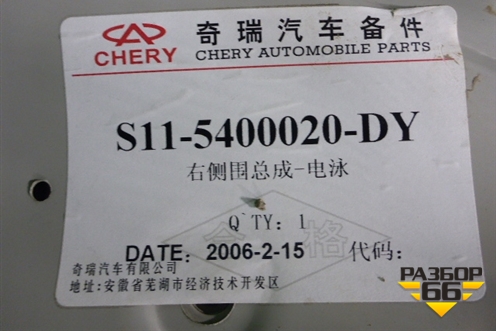 CHERY
奇瑞汽车备件
CHERY AUTOMOBILE PARTS
S11-5400020-DY
右侧围总成-电泳
合格
Q`TY: 1
DATE: 2006-2-15 代码:
奇瑞汽车有限公司
地址:安徽省芜湖市经济技术开发区
РАЗБОР
66